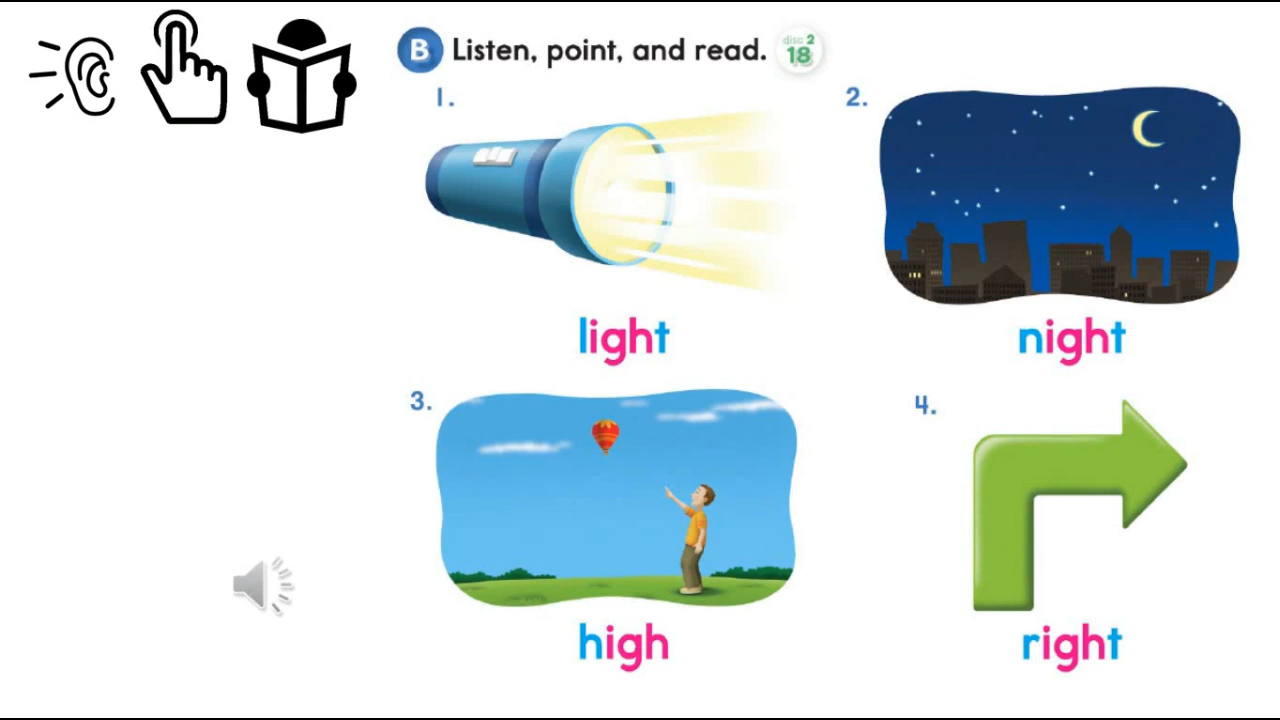 B Listen, point, and read. disc 2 18
1.
light
2.
night
3.
high
4.
right